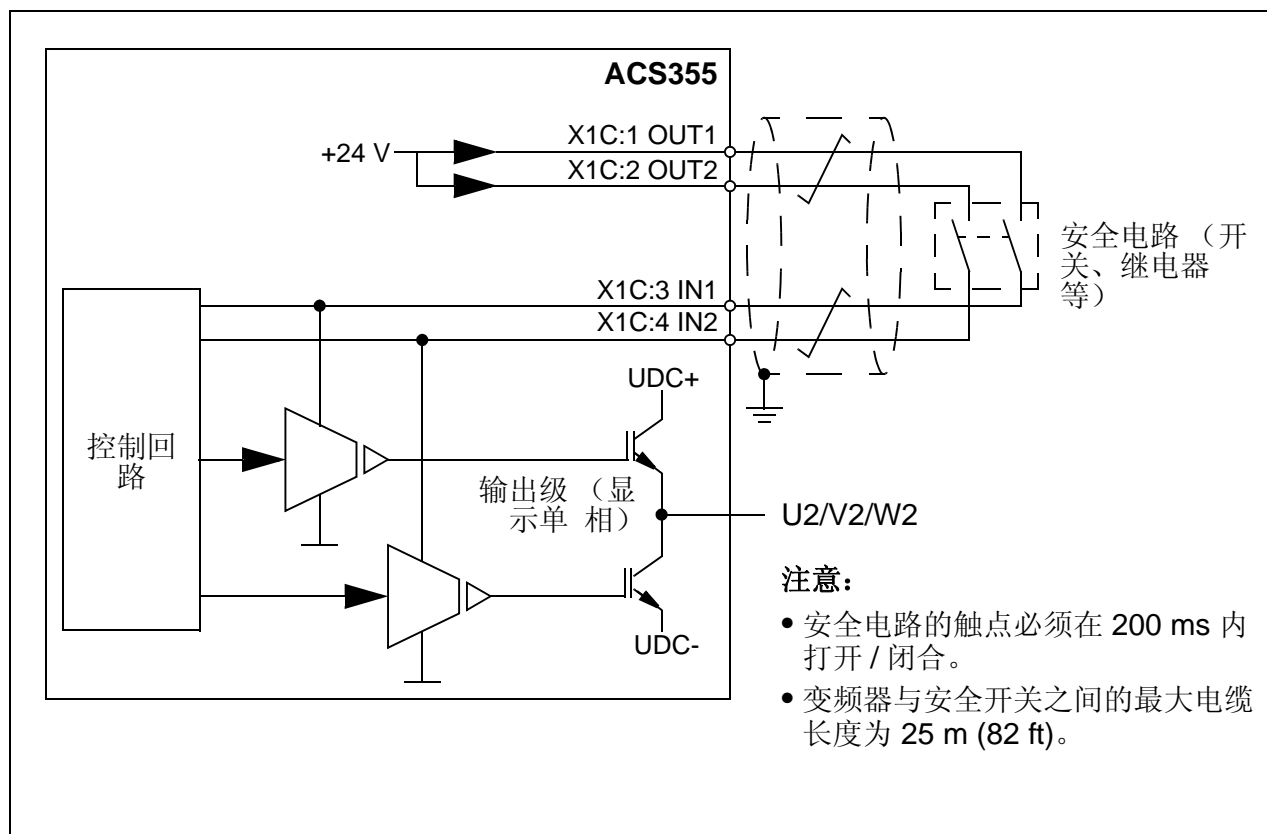 ACS355
X1C:1 OUT1
+24 V
X1C:2 OUT2
安全电路 （开
关、继电器
等）
X1C:3 IN1
X1C:4 IN2
UDC+
控制回
路
输出级 （显
示单 相）
U2/V2/W2
UDC-
注意：
• 安全电路的触点必须在 200 ms 内
打开 / 闭合。
• 变频器与安全开关之间的最大电缆
长度为 25 m (82 ft)。